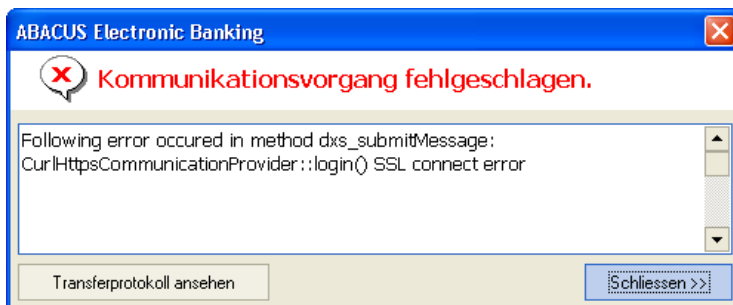 ABACUS Electronic Banking
Kommunikationsvorgang fehlgeschlagen.
Following error occured in method dxs_submitMessage:
CurlHttpsCommunicationProvider::login() SSL connect error
Transferprotokoll ansehen
Schliessen >>